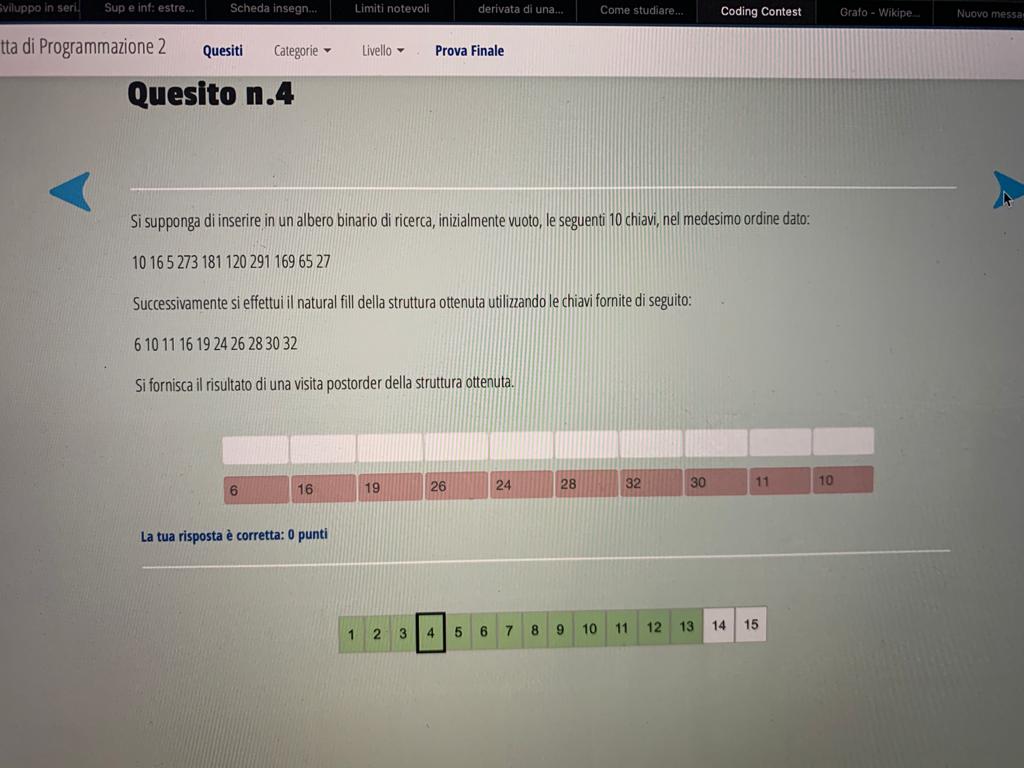 Sviluppo in seri. Sup e inf: estre... Scheda insegn... Limiti notevoli derivata di una... Come studiare... Coding Contest Grafo - Wikipe... Nuovo messa
tta di Programmazione 2 Quesiti Categorie Livello Prova Finale
Quesito n.4
Si supponga di inserire in un albero binario di ricerca, inizialmente vuoto, le seguenti 10 chiavi, nel medesimo ordine dato:
10 16 5 273 181 120 291 169 65 27
Successivamente si effettui il natural fill della struttura ottenuta utilizzando le chiavi fornite di seguito:
6 10 11 16 19 24 26 28 30 32
Si fornisca il risultato di una visita postorder della struttura ottenuta.
6 16 19 26 24 28 32 30 11 10
La tua risposta è corretta: 0 punti
1 2 3 4 5 6 7 8 9 10 11 12 13 14 15